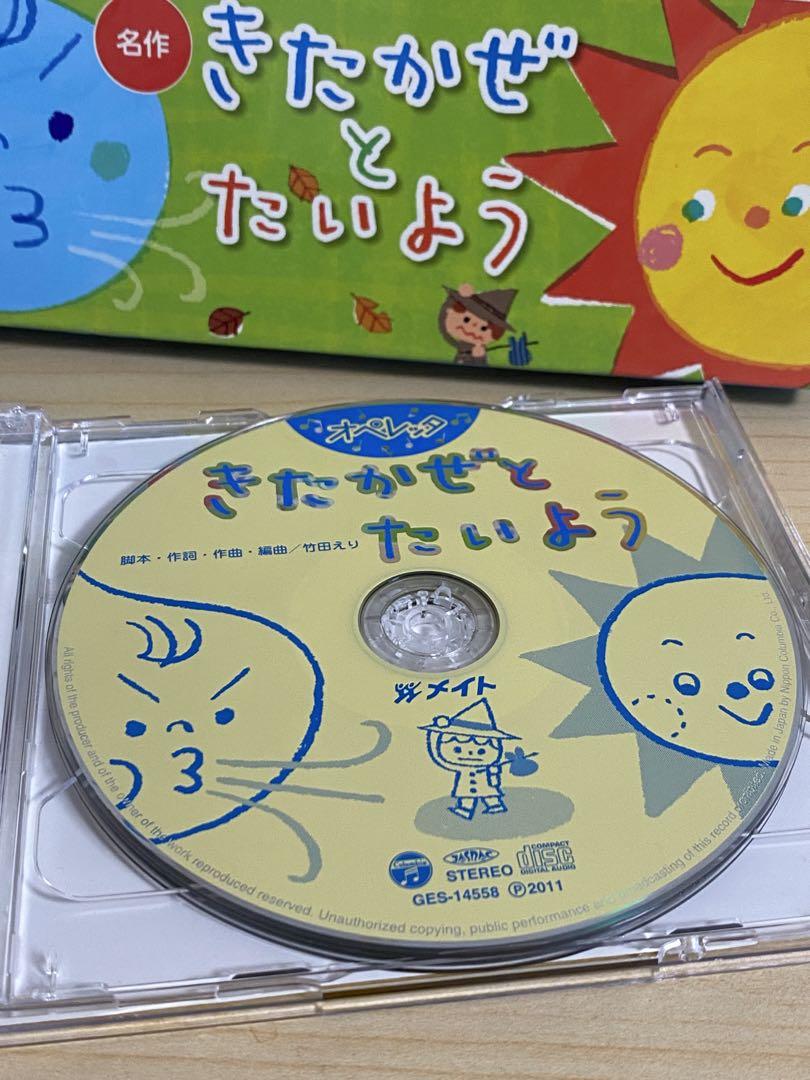 名作
きたかぜ
と
たいよう
オペレッタ
きたかぜと
たいよう
脚本・作詞・作曲・編曲／竹田えり
メイト
Columbia
STEREO
COMPACT
disc
DIGITAL AUDIO
GES-14558 Ⓟ2011
All rights of the producer and of the owner of the work reproduced reserved. Unauthorized copying, public performance and broadcasting of this record prohibited. Made in Japan by Nippon Columbia Co., Ltd.